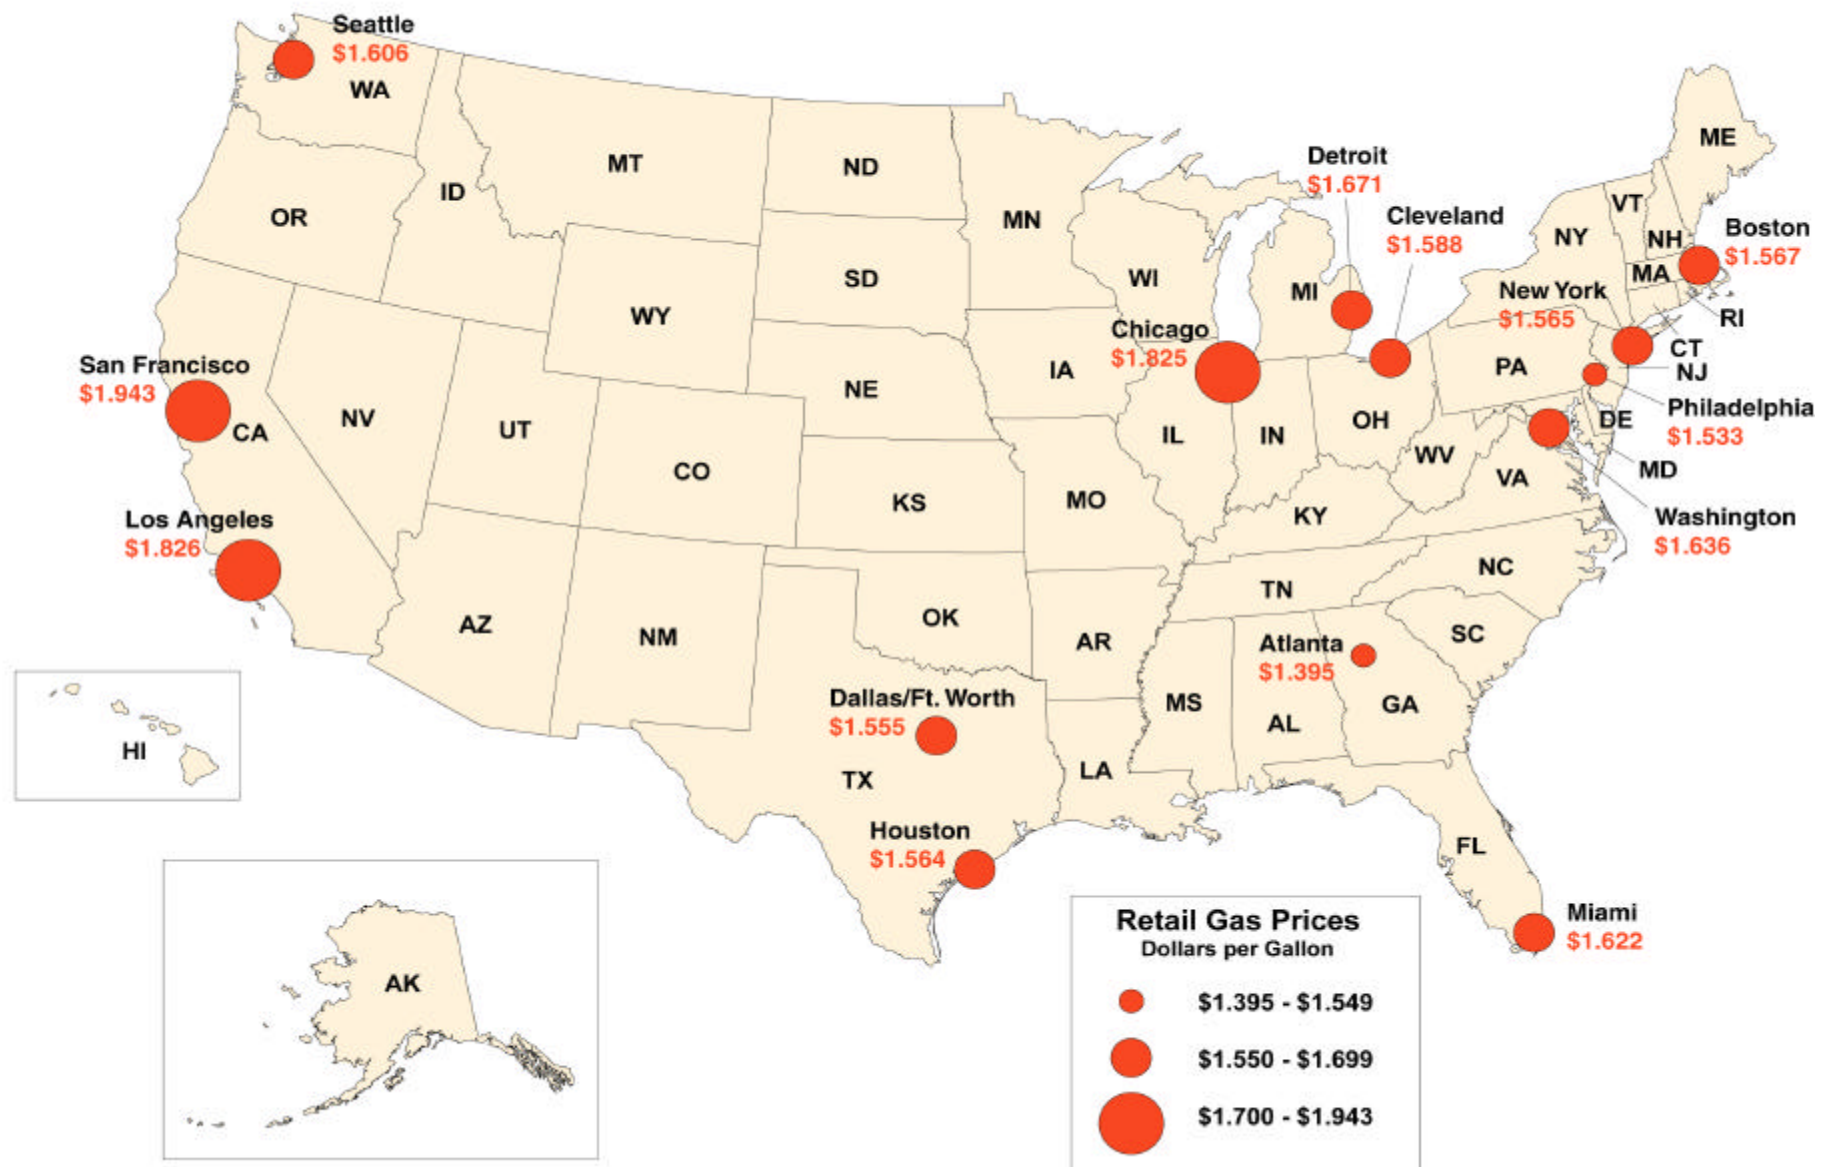 Seattle
$1.606
WA
MT
ND
ID
OR
MN
SD
WY
WI
MI
Detroit
$1.671
Cleveland
$1.588
ME
VT
NH
NY
Boston
$1.567
MA
New York
$1.565
RI
CT
NJ
PA
Philadelphia
$1.533
DE
MD
Washington
$1.636
Chicago
$1.825
IA
NE
San Francisco
$1.943
CA
NV
UT
CO
KS
MO
IL
IN
OH
WV
VA
KY
Los Angeles
$1.826
AZ
NM
OK
AR
TN
NC
SC
Atlanta
$1.395
GA
AL
MS
LA
Dallas/Ft. Worth
$1.555
TX
Houston
$1.564
FL
Miami
$1.622
HI
AK
Retail Gas Prices
Dollars per Gallon
$1.395 - $1.549
$1.550 - $1.699
$1.700 - $1.943